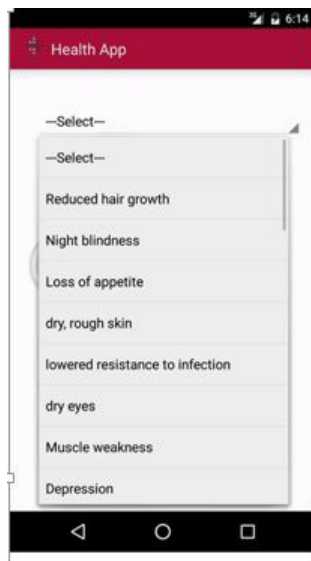 3G 6:14
Health App
---Select---
---Select---
Reduced hair growth
Night blindness
Loss of appetite
dry, rough skin
lowered resistance to infection
dry eyes
Muscle weakness
Depression